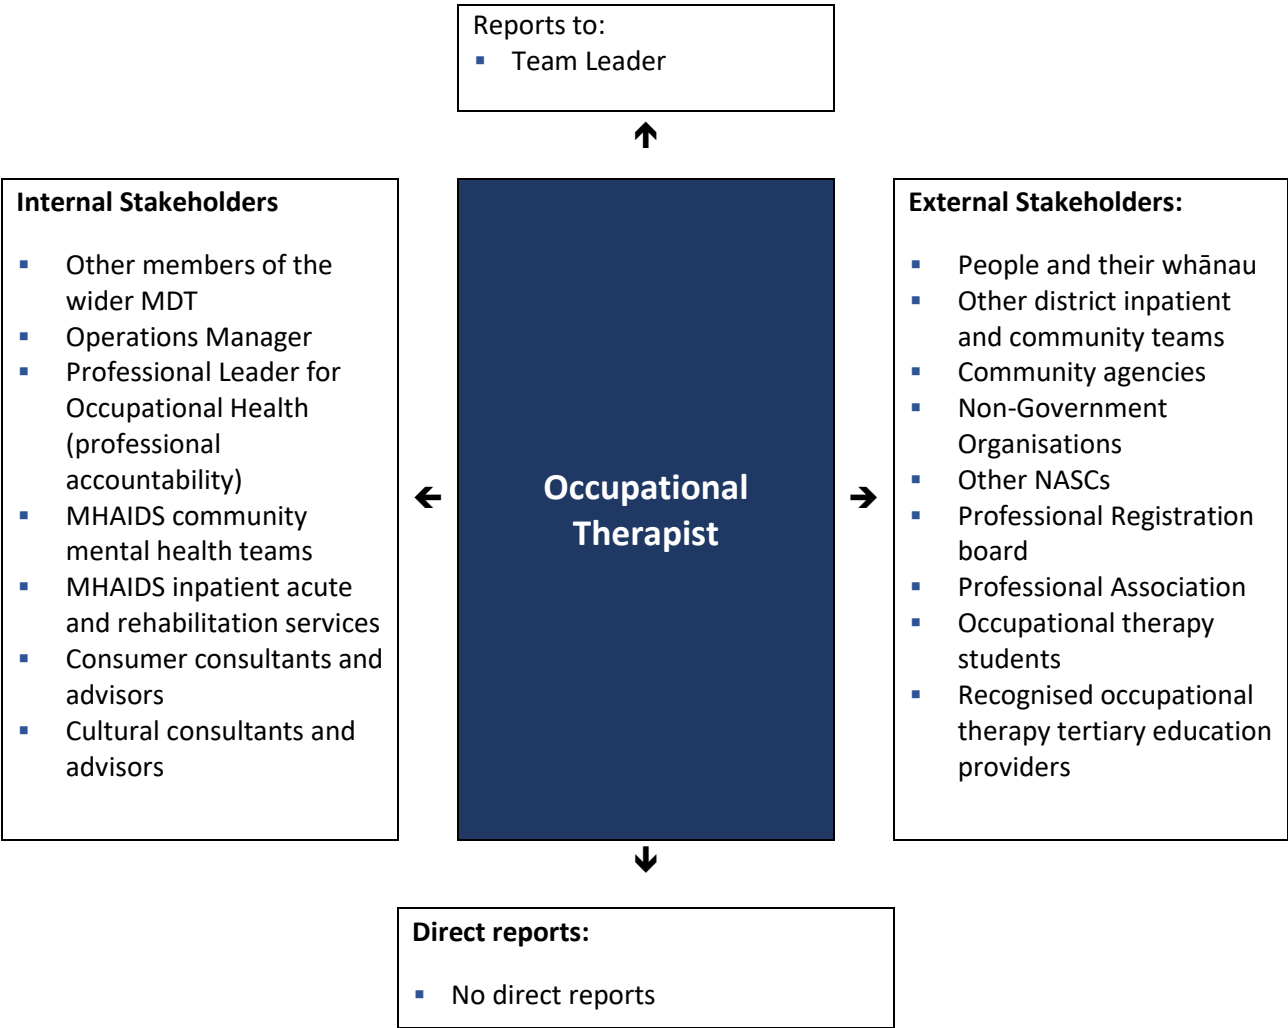 Reports to:
▪ Team Leader
↑
Internal Stakeholders
▪ Other members of the
wider MDT
▪ Operations Manager
▪ Professional Leader for
Occupational Health
(professional
accountability)
▪ MHAIDS community
mental health teams
▪ MHAIDS inpatient acute
and rehabilitation services
▪ Consumer consultants and
advisors
▪ Cultural consultants and
advisors
←
Occupational
Therapist
→
External Stakeholders:
▪ People and their whānau
▪ Other district inpatient
and community teams
▪ Community agencies
▪ Non-Government
Organisations
▪ Other NASCs
▪ Professional Registration
board
▪ Professional Association
▪ Occupational therapy
students
▪ Recognised occupational
therapy tertiary education
providers
↓
Direct reports:
▪ No direct reports